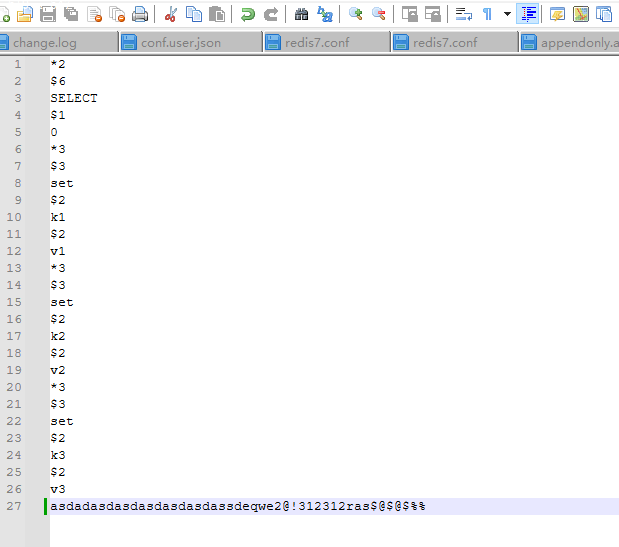 change.log conf.user.json redis7.conf redis7.conf appendonly.a
1 *2
2 $6
3 SELECT
4 $1
5 0
6 *3
7 $3
8 set
9 $2
10 k1
11 $2
12 v1
13 *3
14 $3
15 set
16 $2
17 k2
18 $2
19 v2
20 *3
21 $3
22 set
23 $2
24 k3
25 $2
26 v3
27 asdadasdasdasdasdasdassdeqwe2@!312312ras$@$@$%%